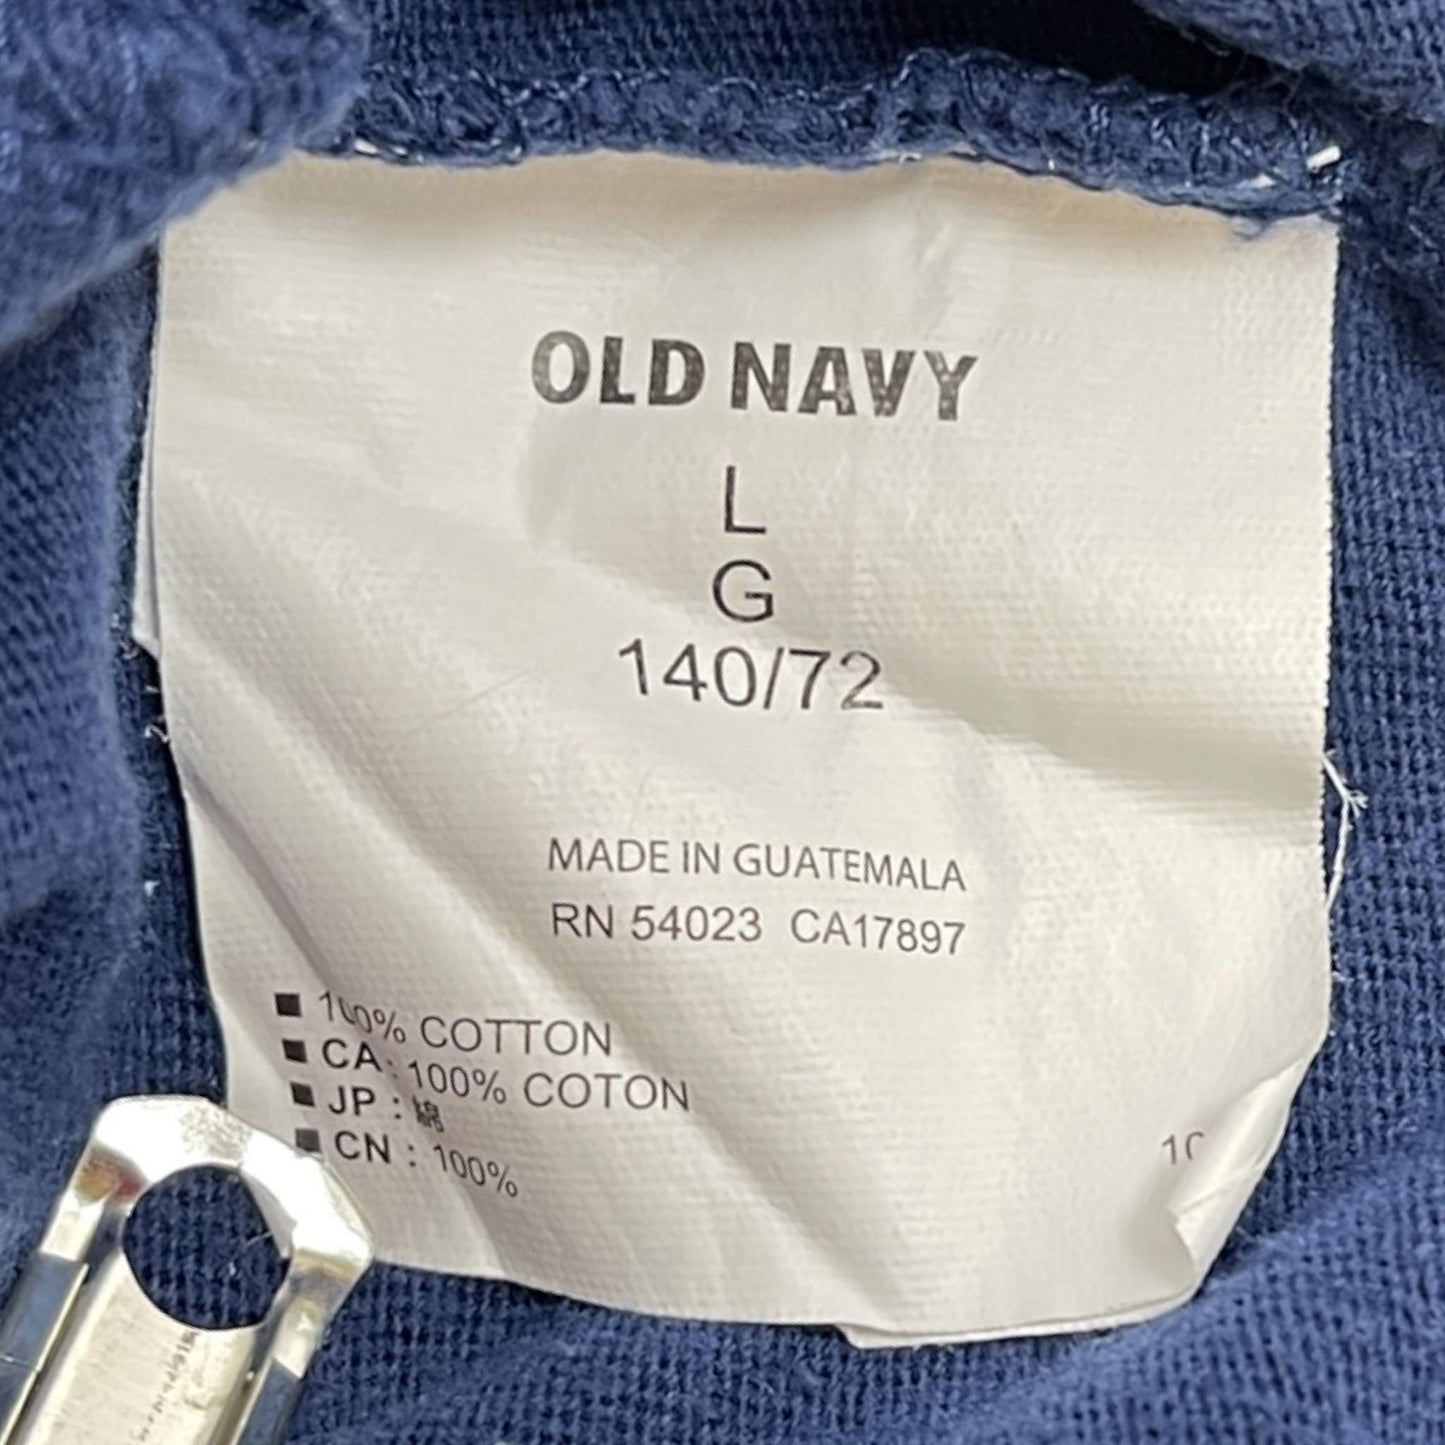 OLD NAVY
L
G
140/72
MADE IN GUATEMALA
RN 54023 CA17897
■ 100% COTTON
■ CA: 100% COTON
■ JP : 綿
■ CN : 100%
10